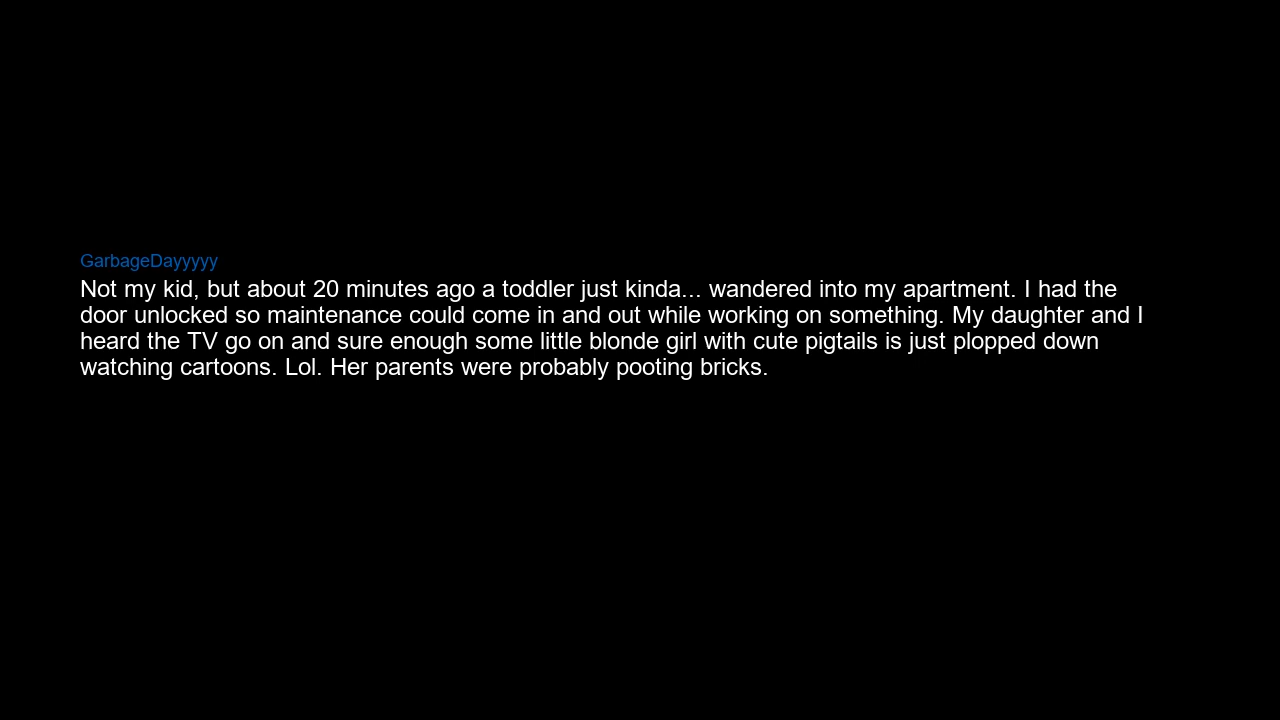 GarbageDayyyyy
Not my kid, but about 20 minutes ago a toddler just kinda... wandered into my apartment. I had the
door unlocked so maintenance could come in and out while working on something. My daughter and I
heard the TV go on and sure enough some little blonde girl with cute pigtails is just plopped down
watching cartoons. Lol. Her parents were probably pooting bricks.